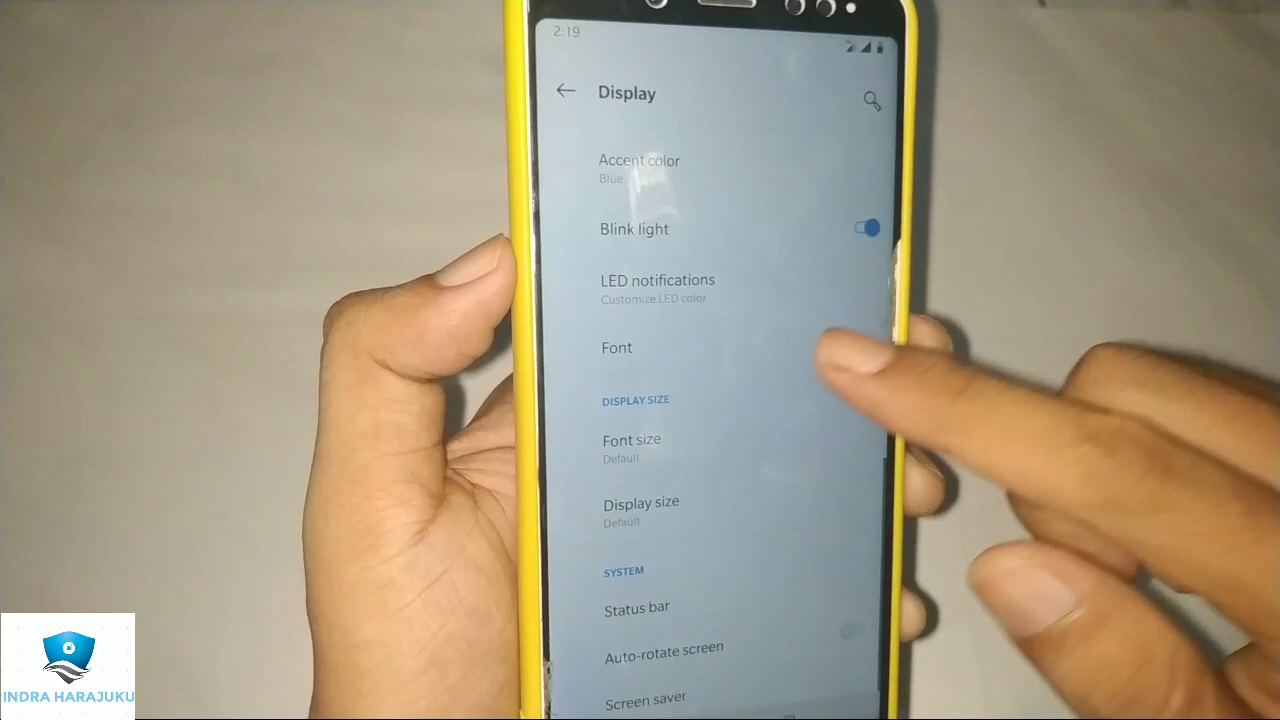 2:19
Display
Accent color
Blue
Blink light
LED notifications
Customize LED color
Font
DISPLAY SIZE
Font size
Default
Display size
Default
SYSTEM
Status bar
Auto-rotate screen
Screen saver
INDRA HARAJUKU